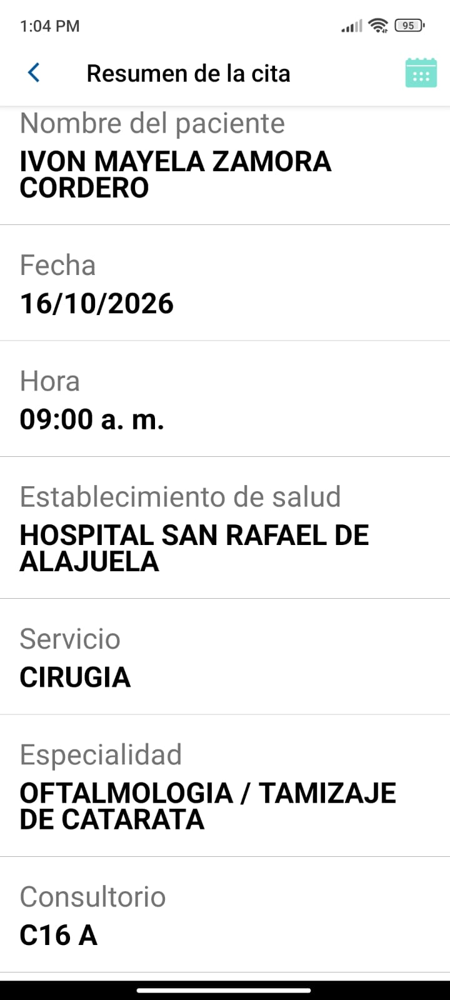 1:04 PM
95
Resumen de la cita
Nombre del paciente
IVON MAYELA ZAMORA
CORDERO
Fecha
16/10/2026
Hora
09:00 a. m.
Establecimiento de salud
HOSPITAL SAN RAFAEL DE
ALAJUELA
Servicio
CIRUGIA
Especialidad
OFTALMOLOGIA / TAMIZAJE
DE CATARATA
Consultorio
C16 A